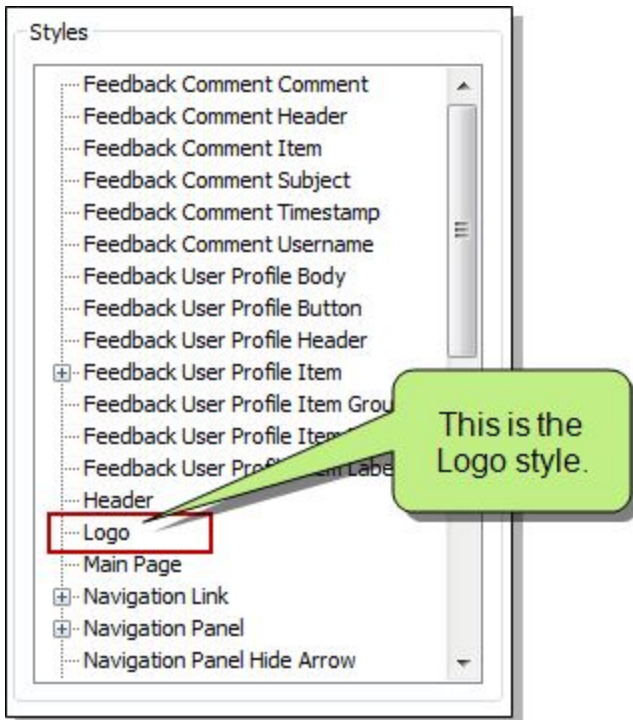 Styles
Feedback Comment Comment
Feedback Comment Header
Feedback Comment Item
Feedback Comment Subject
Feedback Comment Timestamp
Feedback Comment Username
Feedback User Profile Body
Feedback User Profile Button
Feedback User Profile Header
Feedback User Profile Item
Feedback User Profile Item
Feedback User Profile Item
Feedback User
Header
Logo
Main Page
Navigation Link
Navigation Panel
Navigation Panel Hide Arrow
This is the
Logo style.